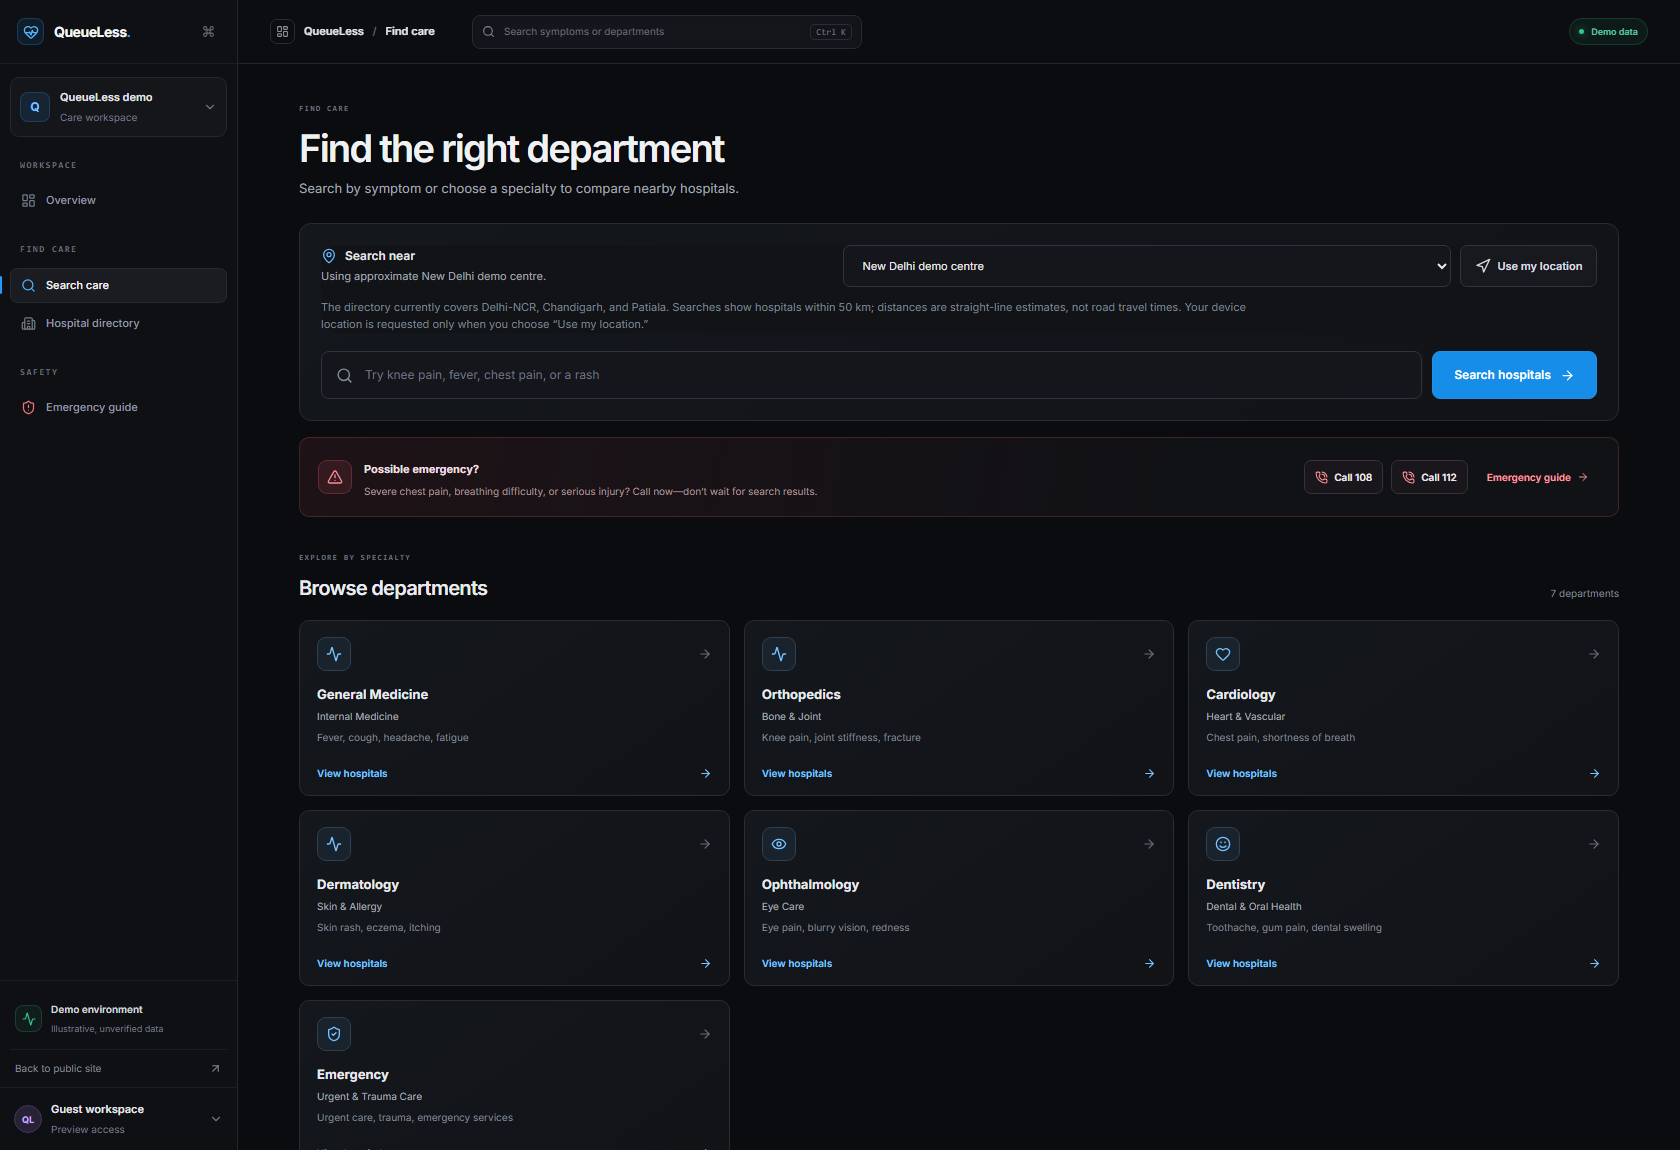 QueueLess.
⌘
QueueLess / Find care
Search symptoms or departments
Ctrl K
Demo data
Q
QueueLess demo
Care workspace
WORKSPACE
Overview
FIND CARE
Search care
Hospital directory
SAFETY
Emergency guide
Demo environment
Illustrative, unverified data
Back to public site
QL
Guest workspace
Preview access
FIND CARE
Find the right department
Search by symptom or choose a specialty to compare nearby hospitals.
Search near
Using approximate New Delhi demo centre.
New Delhi demo centre
Use my location
The directory currently covers Delhi-NCR, Chandigarh, and Patiala. Searches show hospitals within 50 km; distances are straight-line estimates, not road travel times. Your device
location is requested only when you choose “Use my location.”
Try knee pain, fever, chest pain, or a rash
Search hospitals
Possible emergency?
Severe chest pain, breathing difficulty, or serious injury? Call now—don't wait for search results.
Call 108
Call 112
Emergency guide
EXPLORE BY SPECIALTY
Browse departments
7 departments
General Medicine
Internal Medicine
Fever, cough, headache, fatigue
View hospitals
Orthopedics
Bone & Joint
Knee pain, joint stiffness, fracture
View hospitals
Cardiology
Heart & Vascular
Chest pain, shortness of breath
View hospitals
Dermatology
Skin & Allergy
Skin rash, eczema, itching
View hospitals
Ophthalmology
Eye Care
Eye pain, blurry vision, redness
View hospitals
Dentistry
Dental & Oral Health
Toothache, gum pain, dental swelling
View hospitals
Emergency
Urgent & Trauma Care
Urgent care, trauma, emergency services